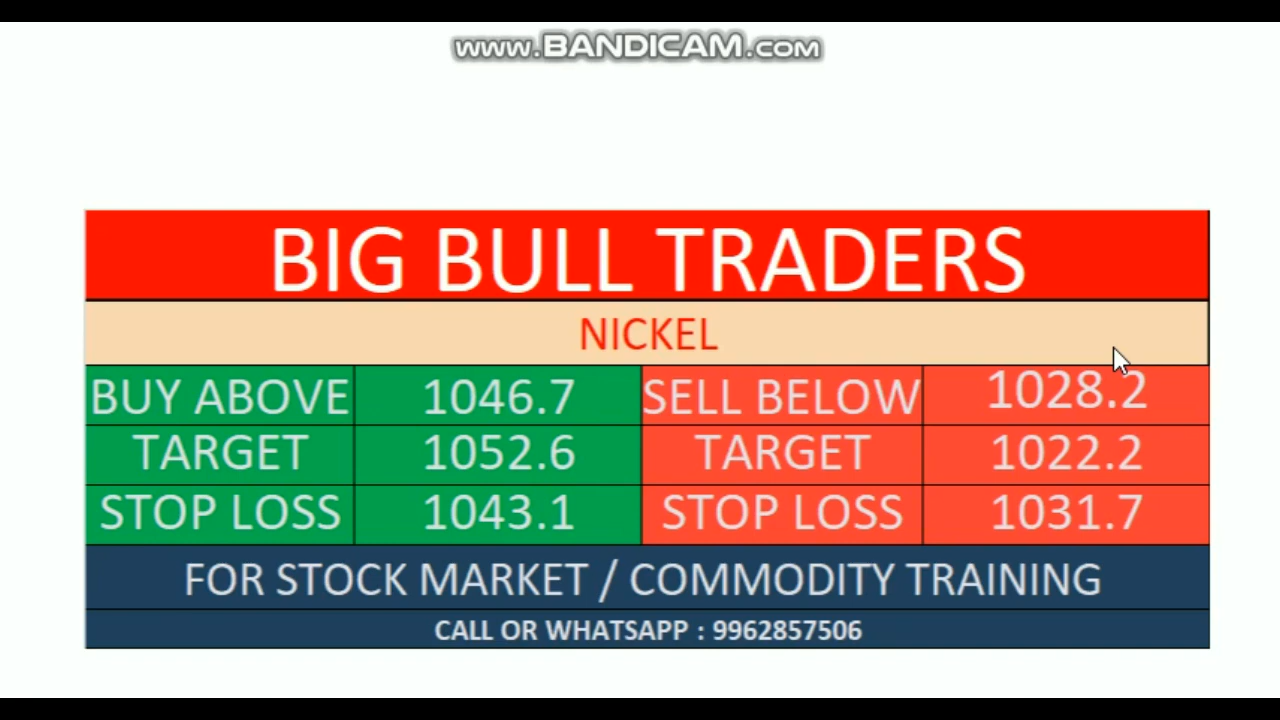 www.BANDICAM.com
BIG BULL TRADERS
NICKEL
BUY ABOVE 1046.7 SELL BELOW 1028.2
TARGET 1052.6 TARGET 1022.2
STOP LOSS 1043.1 STOP LOSS 1031.7
FOR STOCK MARKET / COMMODITY TRAINING
CALL OR WHATSAPP : 9962857506